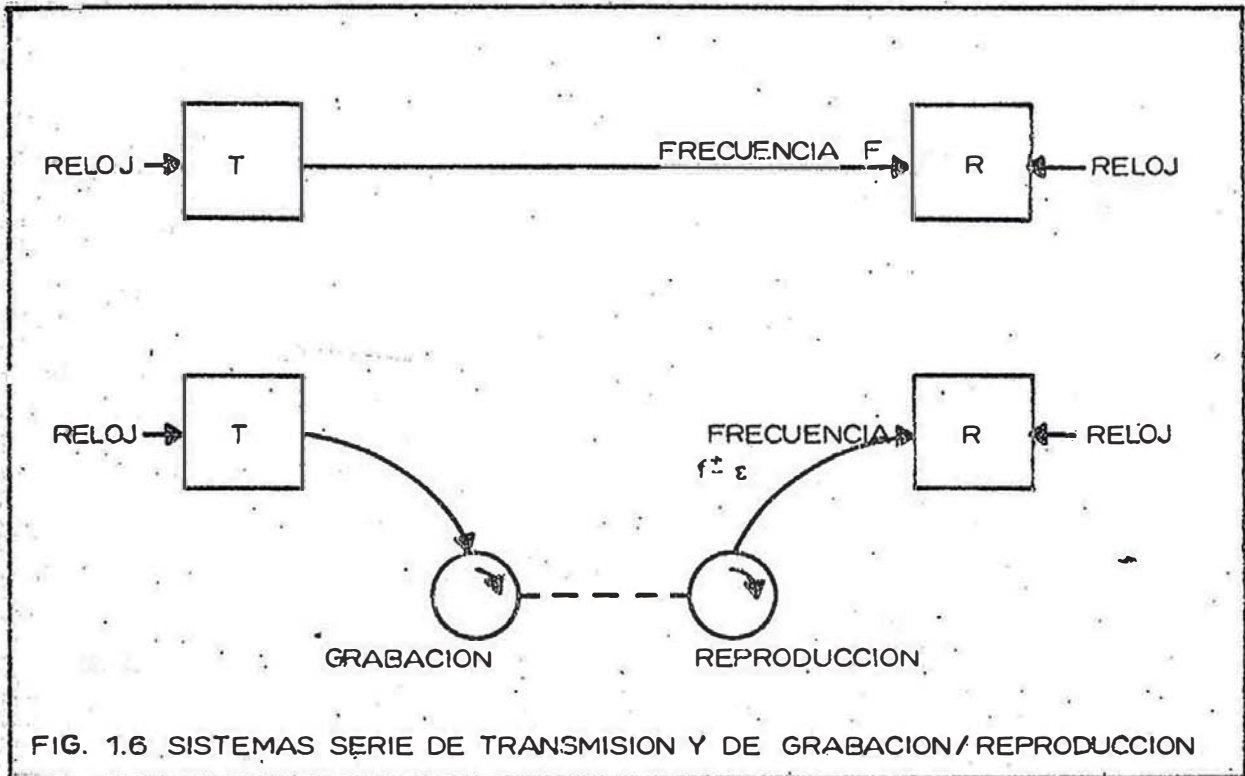 FRECUENCIA F
RELOJ T R RELOJ
RELOJ T FRECUENCIA R RELOJ
f ± ε
GRABACION REPRODUCCION
FIG. 1.6 SISTEMAS SERIE DE TRANSMISION Y DE GRABACION/REPRODUCCION